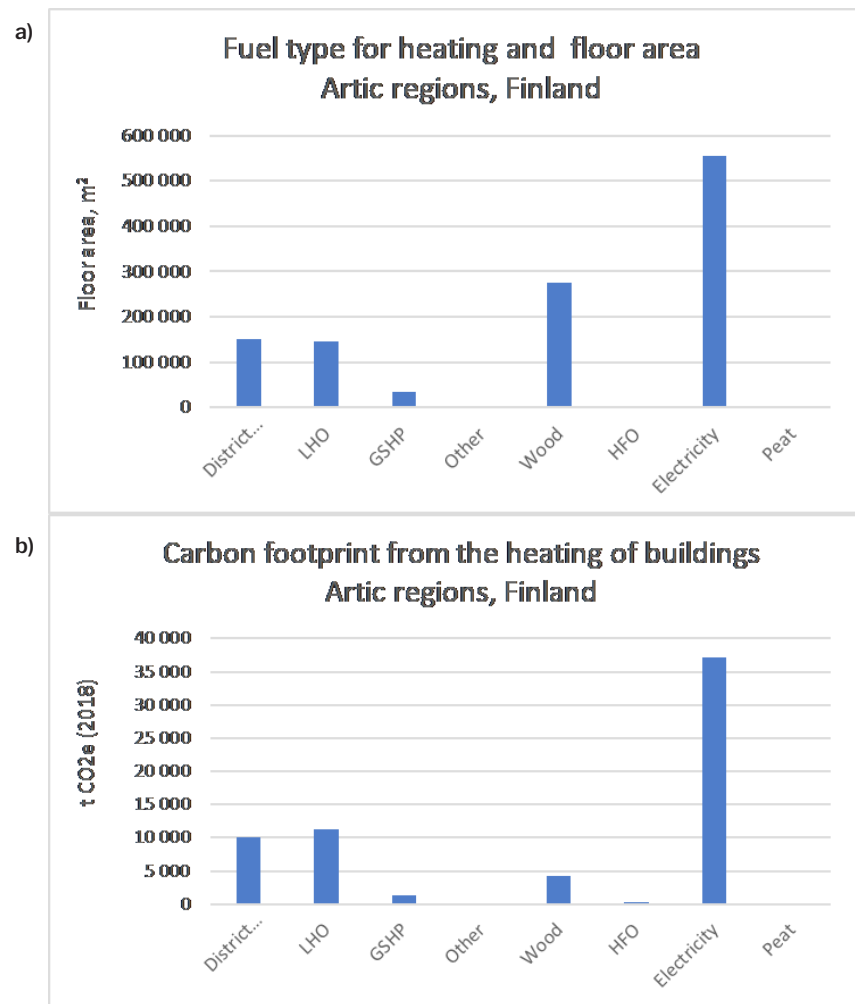 a)
Fuel type for heating and floor area
Artic regions, Finland
Floor area, m²
600 000
500 000
400 000
300 000
200 000
100 000
0
District...
LHO
GSHP
Other
Wood
HFO
Electricity
Peat
b)
Carbon footprint from the heating of buildings
Artic regions, Finland
t CO2e (2018)
40 000
35 000
30 000
25 000
20 000
15 000
10 000
5 000
0
District...
LHO
GSHP
Other
Wood
HFO
Electricity
Peat